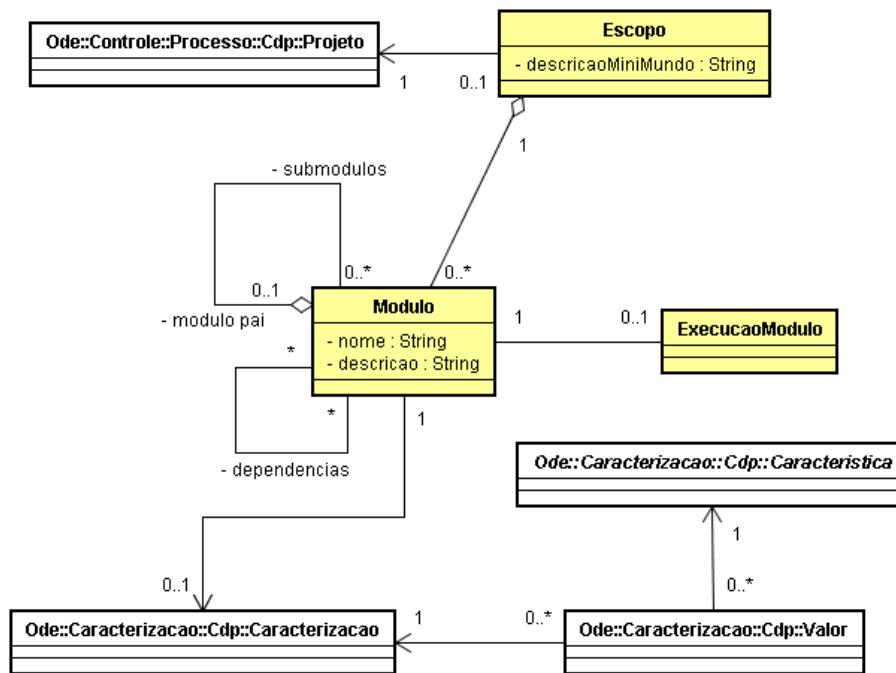 Escopo
Ode::Controle::Processo::Cdp::Projeto
- descricaoMiniMundo : String
1
0..1
1
- submodulos
0..*
0..*
0..1
- modulo pai
Modulo
1
0..1
ExecucaoModulo
- nome : String
- descricao : String
*
*
1
- dependencias
Ode::Caracterizacao::Cdp::Caracteristica
1
0..1
0..*
Ode::Caracterizacao::Cdp::Caracterizacao
1
0..*
Ode::Caracterizacao::Cdp::Valor